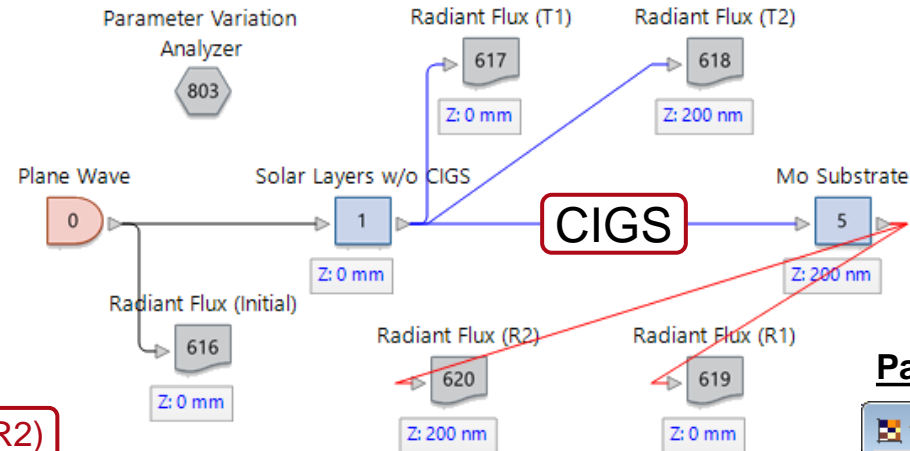 Parameter Variation
Analyzer
803
Radiant Flux (T1)
617
Z: 0 mm
Radiant Flux (T2)
618
Z: 200 nm
Plane Wave
0
Solar Layers w/o CIGS
1
Z: 0 mm
CIGS
Mo Substrate
5
Z: 200 nm
Radiant Flux (Initial)
616
Z: 0 mm
Radiant Flux (R2)
620
Z: 200 nm
Radiant Flux (R1)
619
Z: 0 mm
Pa
R2)